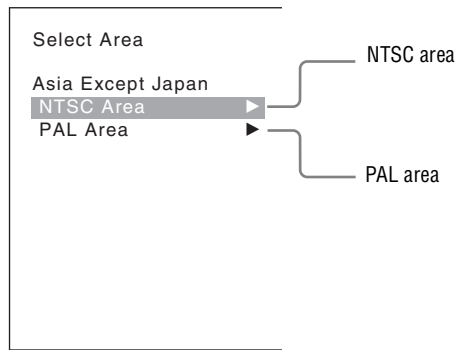 Select Area
Asia Except Japan
NTSC Area
PAL Area
NTSC area
PAL area